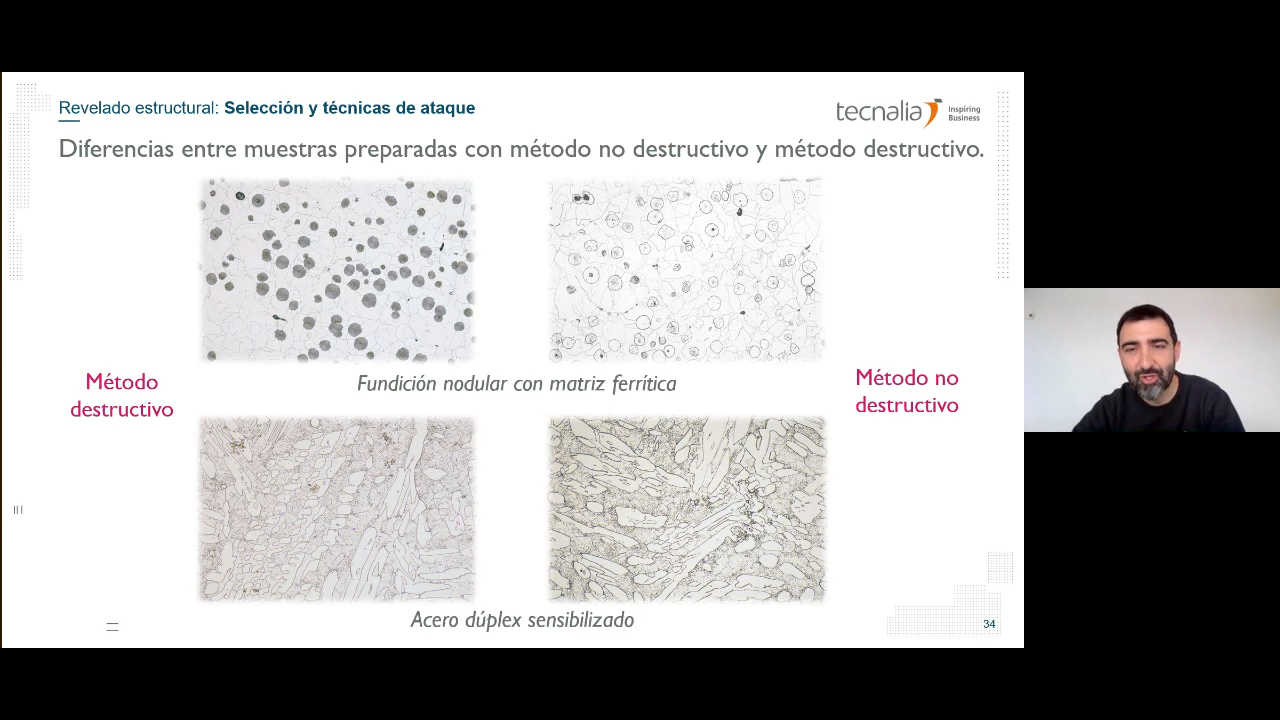 Revelado estructural: Selección y técnicas de ataque
tecnalia Inspiring Business
Diferencias entre muestras preparadas con método no destructivo y método destructivo.
Método
destructivo
Fundición nodular con matriz ferrítica
Método no
destructivo
Acero dúplex sensibilizado
34